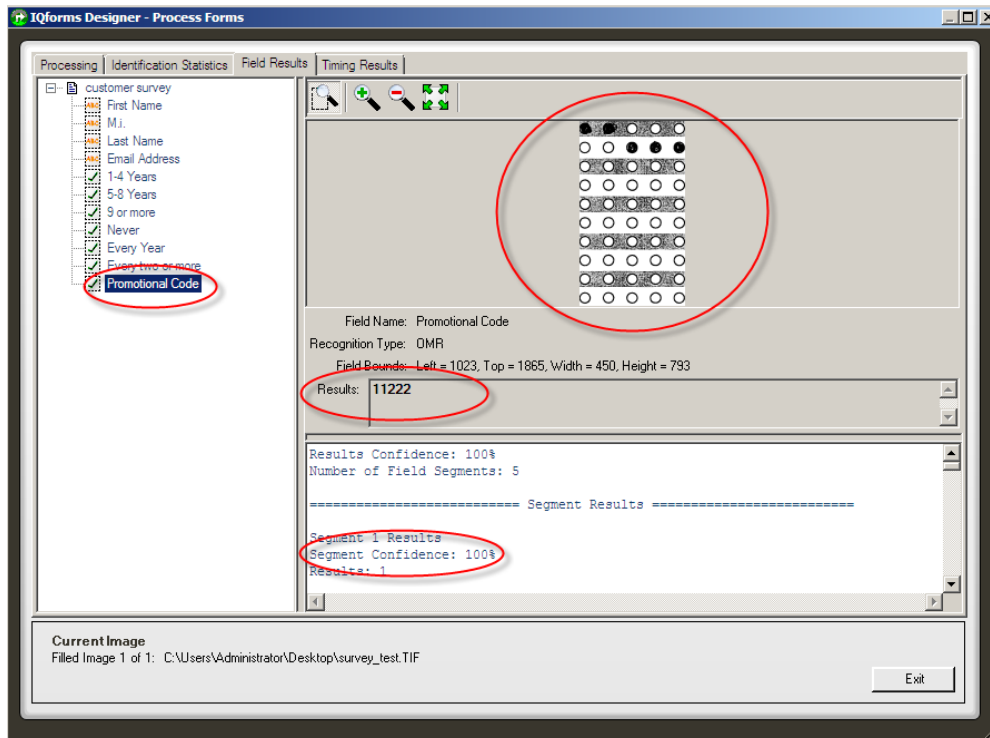 IQforms Designer - Process Forms
Processing Identification Statistics Field Results Timing Results
customer survey
First Name
M.i.
Last Name
Email Address
1-4 Years
5-8 Years
9 or more
Never
Every Year
Every two or more
Promotional Code
Field Name: Promotional Code
Recognition Type: OMR
Field Bounds: Left = 1023, Top = 1865, Width = 450, Height = 793
Results: 11222
Results Confidence: 100%
Number of Field Segments: 5
=========================== Segment Results ==========================
Segment 1 Results
Segment Confidence: 100%
Results: 1
Current Image
Filled Image 1 of 1: C:\Users\Administrator\Desktop\survey_test.TIF
Exit